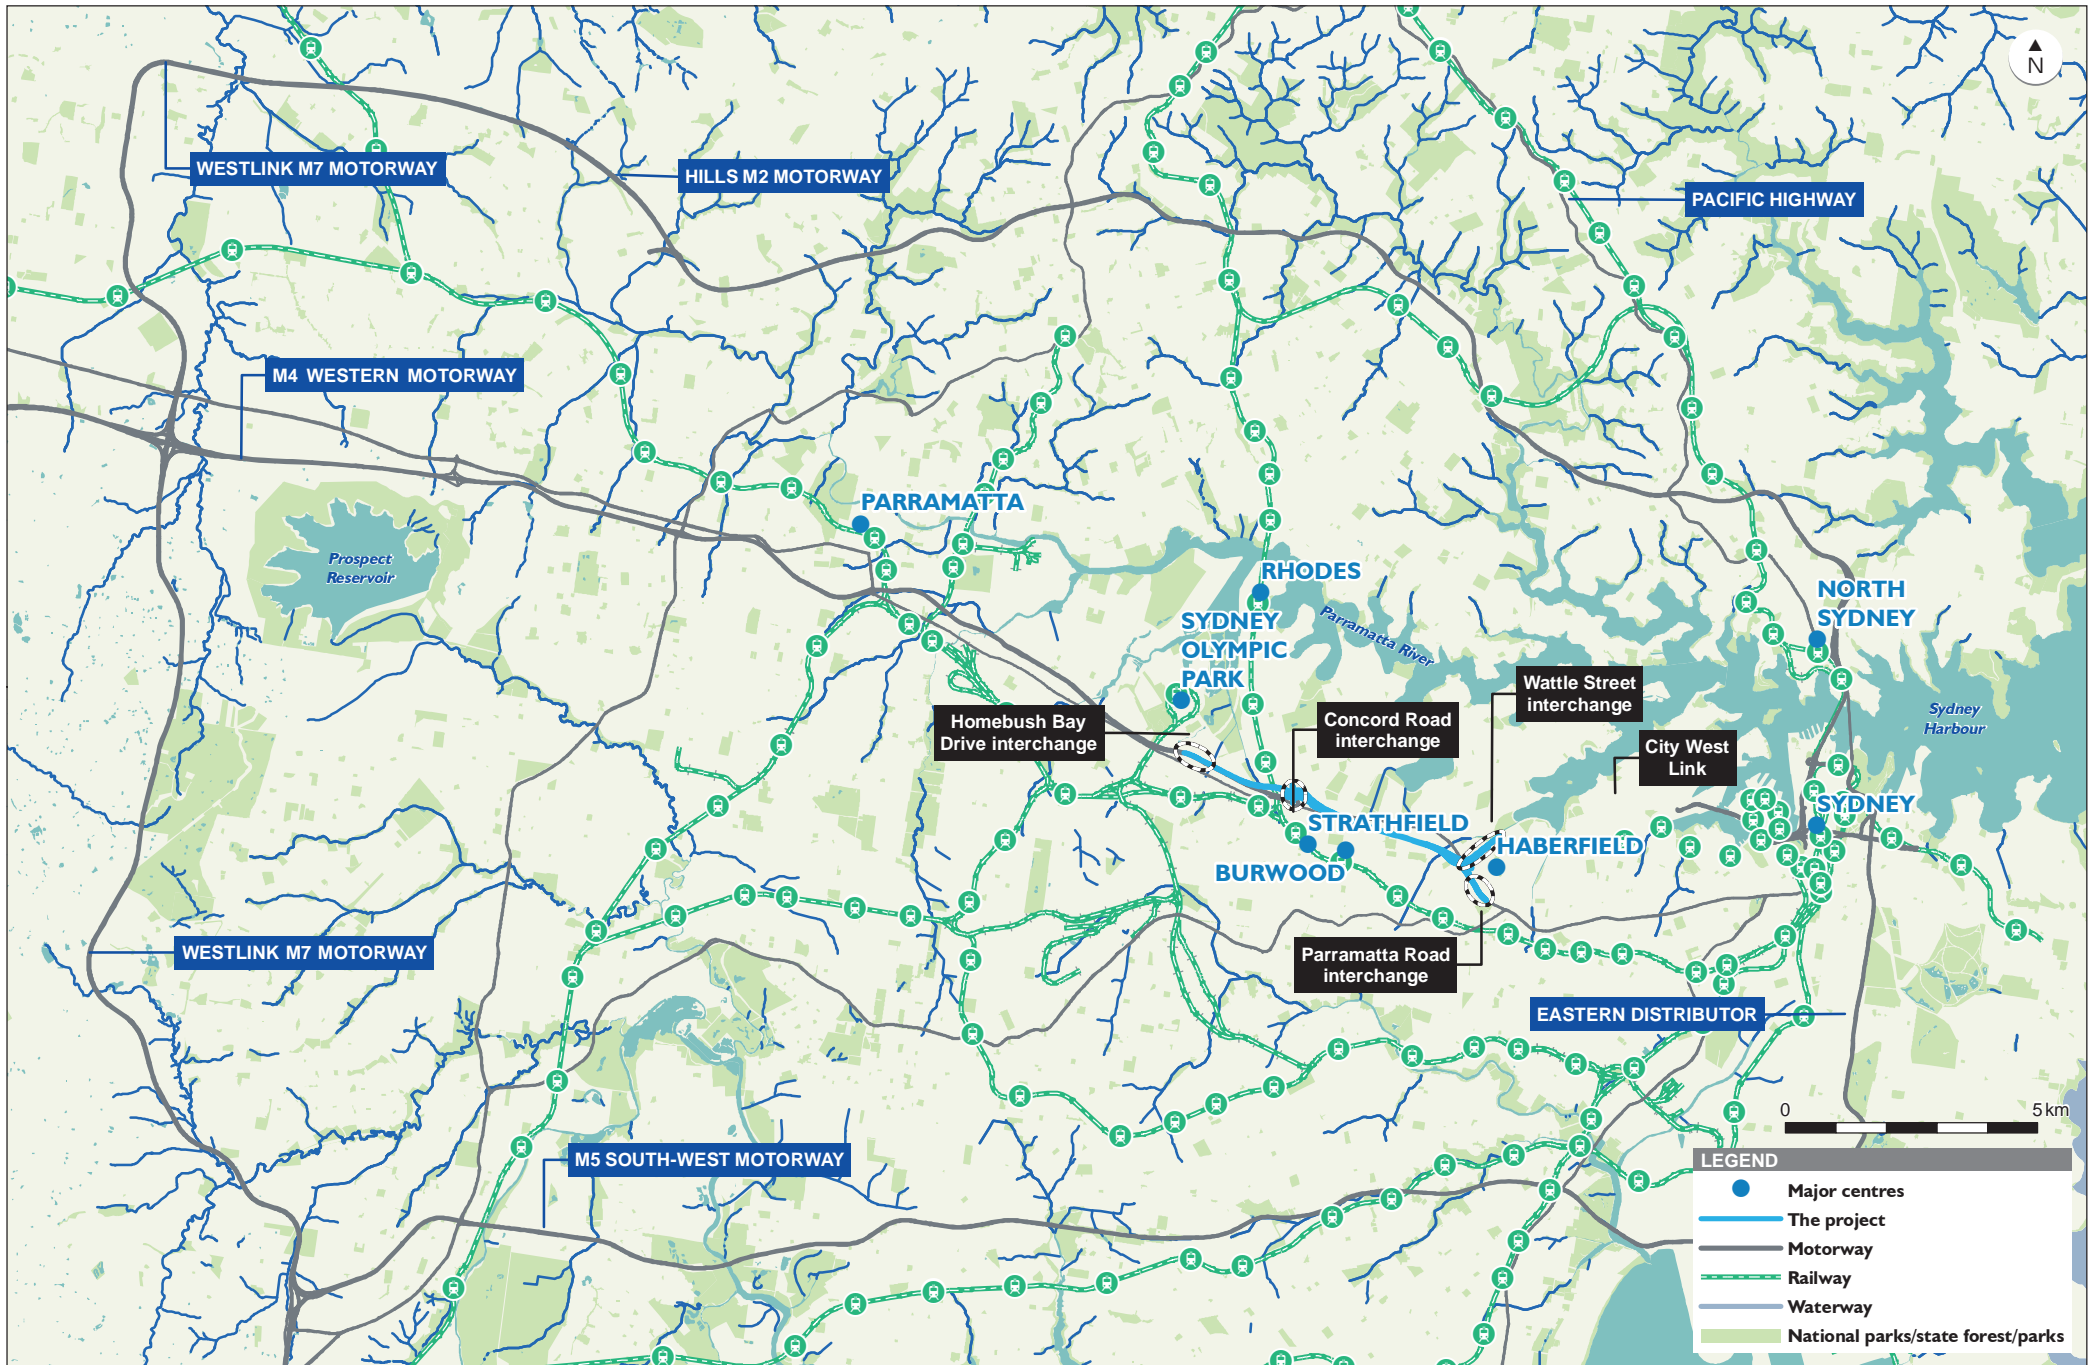 N
WESTLINK M7 MOTORWAY
HILLS M2 MOTORWAY
PACIFIC HIGHWAY
M4 WESTERN MOTORWAY
PARRAMATTA
Prospect
Reservoir
RHODES
Parramatta River
NORTH
SYDNEY
SYDNEY
OLYMPIC
PARK
Wattle Street
interchange
Homebush Bay
Drive interchange
Concord Road
interchange
City West
Link
Sydney
Harbour
SYDNEY
STRATHFIELD
HABERFIELD
BURWOOD
WESTLINK M7 MOTORWAY
Parramatta Road
interchange
EASTERN DISTRIBUTOR
0 5 km
M5 SOUTH-WEST MOTORWAY
LEGEND
Major centres
The project
Motorway
Railway
Waterway
National parks/state forest/parks